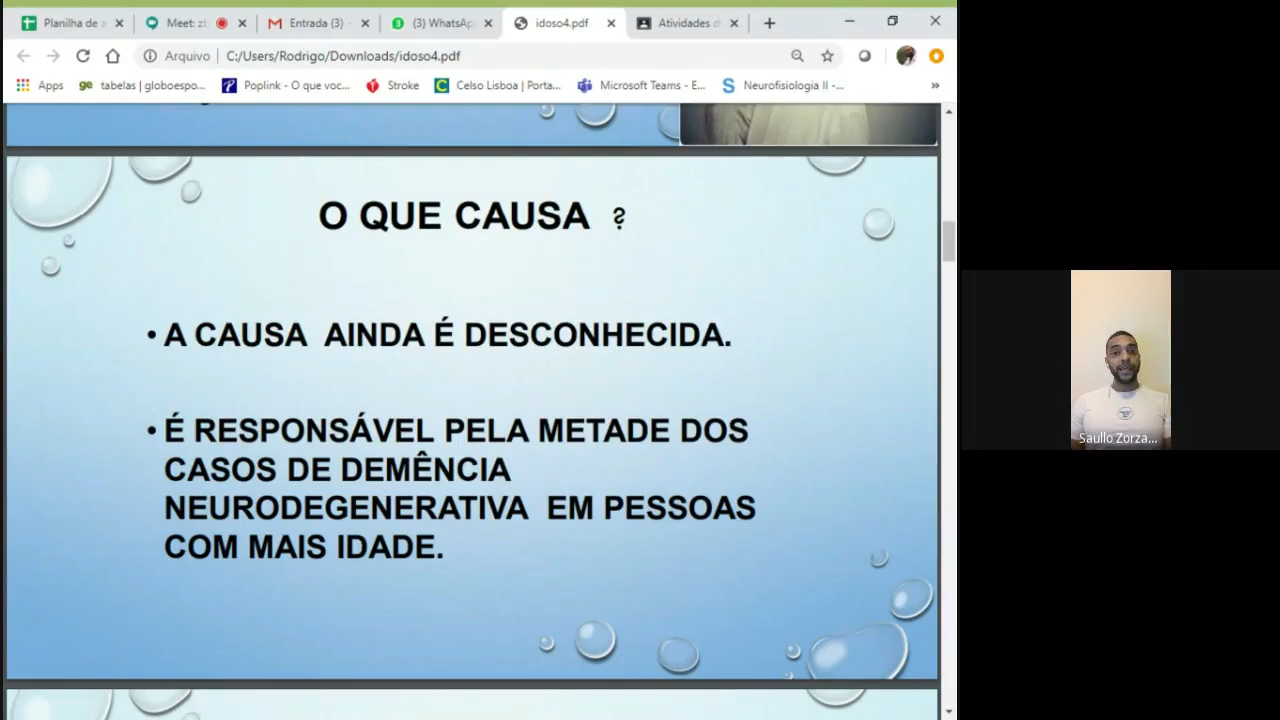 Planilha de a
Meet: zi
Entrada (3) -
(3) WhatsAp
idoso4.pdf
Atividades d
Arquivo
C:/Users/Rodrigo/Downloads/idoso4.pdf
Apps
tabelas | globoespo...
Poplink - O que voc...
Stroke
Celso Lisboa | Porta...
Microsoft Teams - E...
Neurofisiologia II -...
»
O QUE CAUSA ?
• A CAUSA AINDA É DESCONHECIDA.
• É RESPONSÁVEL PELA METADE DOS
CASOS DE DEMÊNCIA
NEURODEGENERATIVA EM PESSOAS
COM MAIS IDADE.
Saullo Zorza...